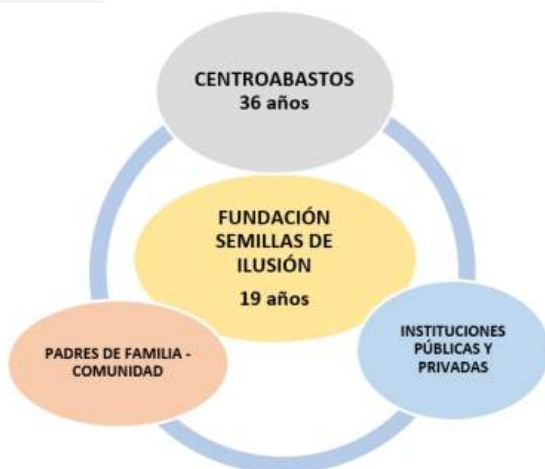 CENTROABASTOS
36 años
FUNDACIÓN
SEMILLAS DE
ILUSIÓN
19 años
PADRES DE FAMILIA -
COMUNIDAD
INSTITUCIONES
PÚBLICAS Y
PRIVADAS